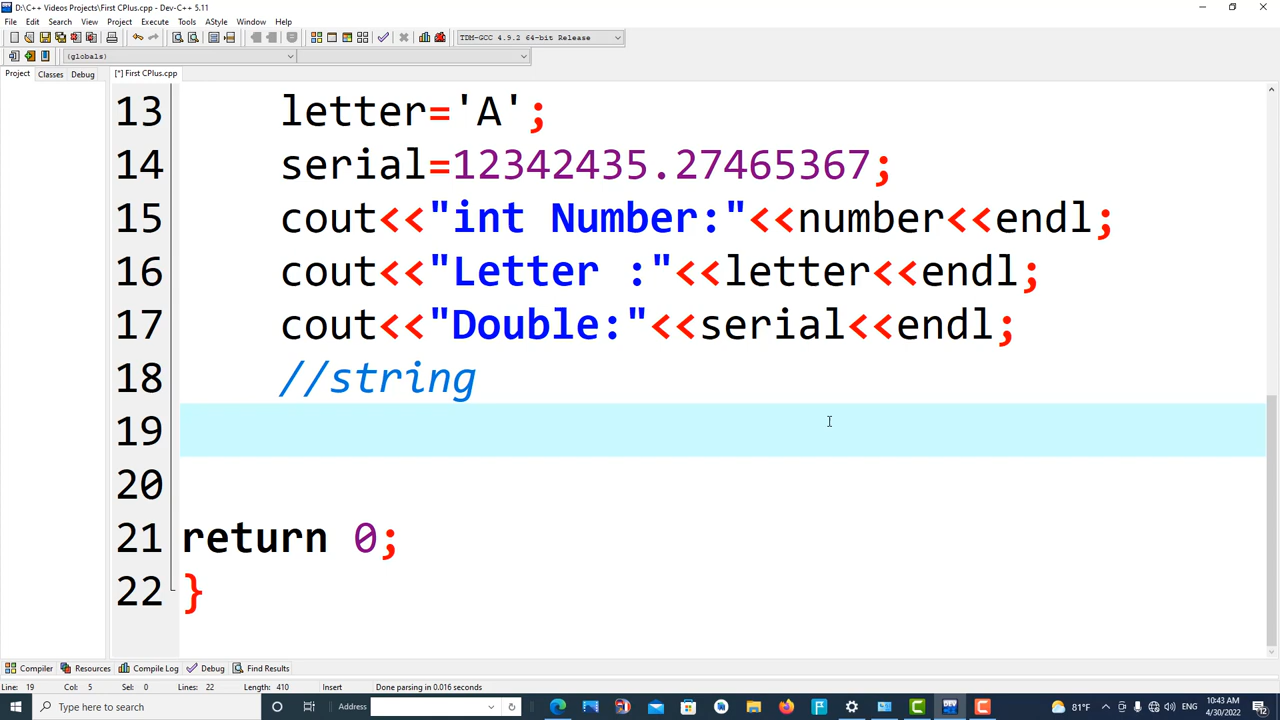 D:\C++ Videos Projects\First CPlus.cpp - Dev-C++ 5.11
File Edit Search View Project Execute Tools AStyle Window Help
TDM-GCC 4.9.2 64-bit Release
(globals)
Project Classes Debug [*] First CPlus.cpp
13 letter='A';
14 serial=12342435.27465367;
15 cout<<"int Number:"<<number<<endl;
16 cout<<"Letter :"<<letter<<endl;
17 cout<<"Double:"<<serial<<endl;
18 //string
19
20
21 return 0;
22 }
Compiler Resources Compile Log Debug Find Results
Line: 19 Col: 5 Sel: 0 Lines: 22 Length: 410 Insert Done parsing in 0.016 seconds
Type here to search Address 81°F ENG 10:43 AM
4/30/2022